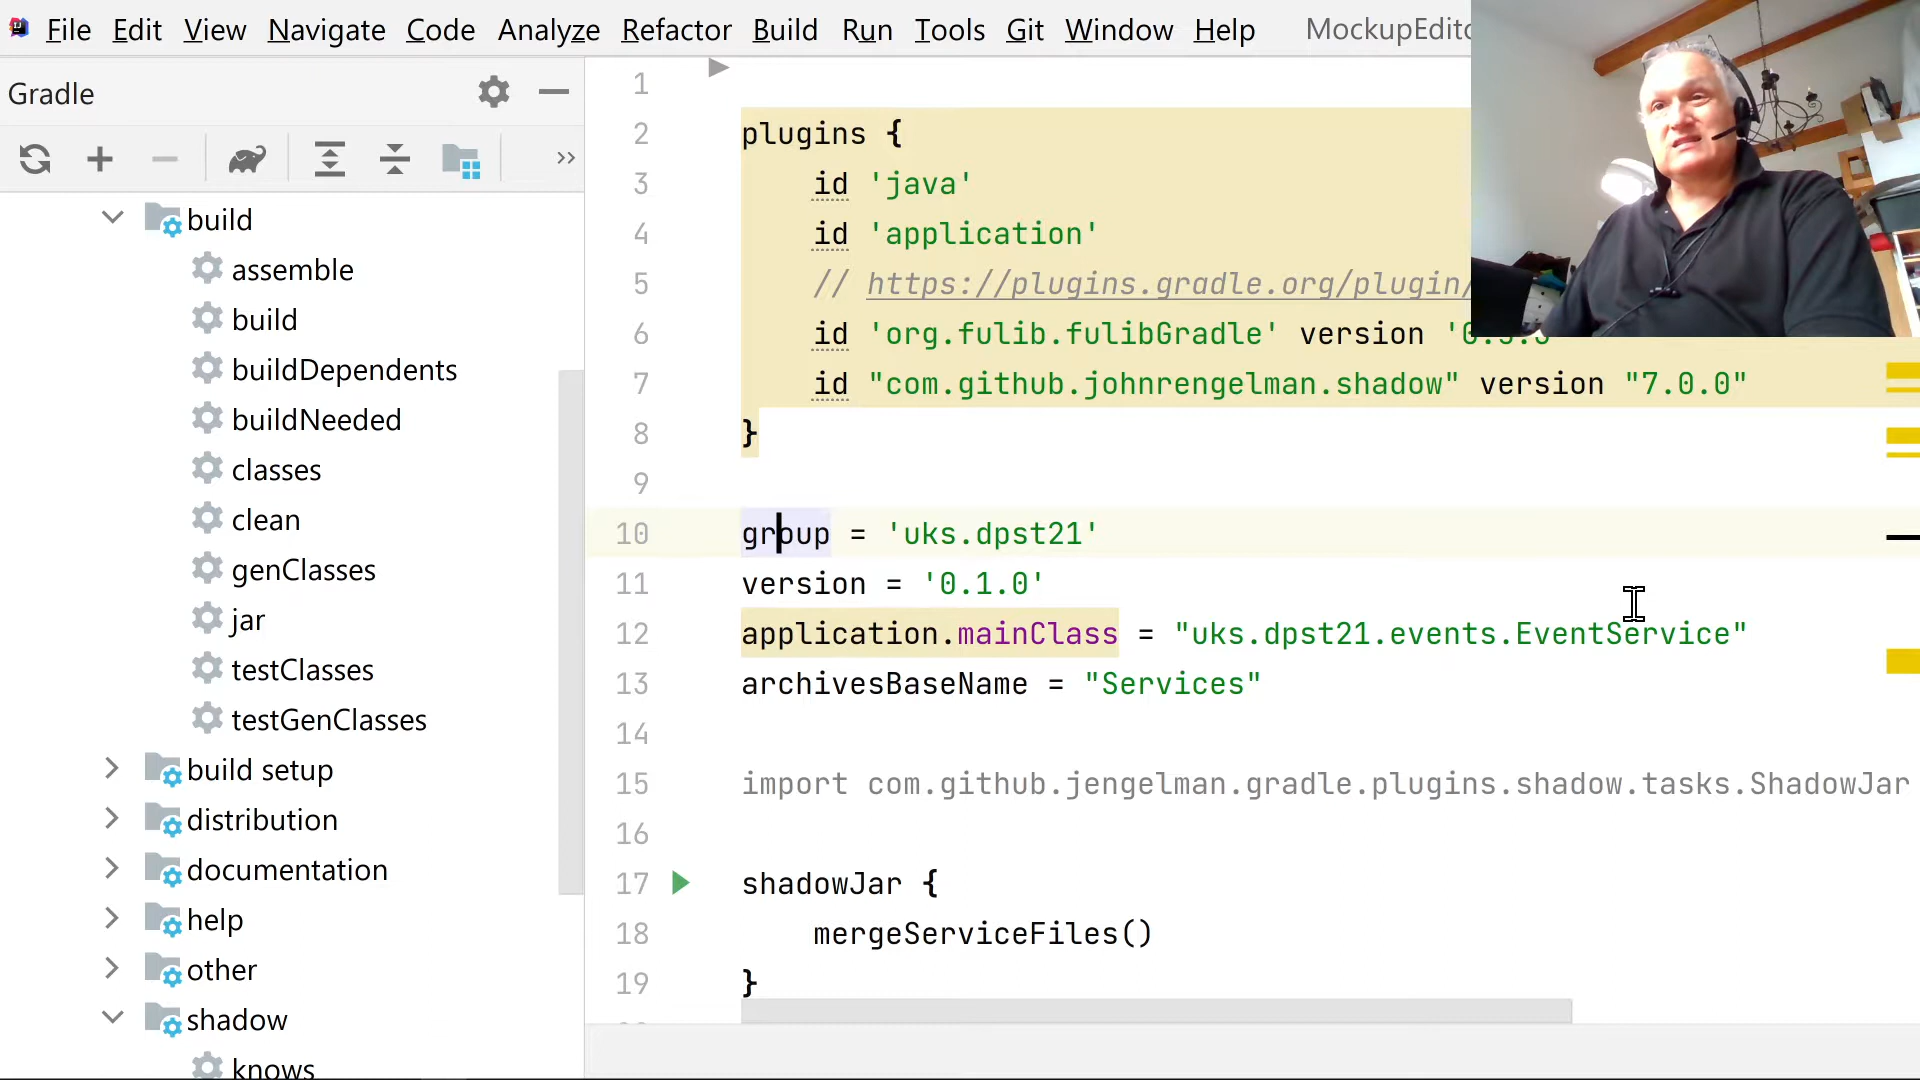 File Edit View Navigate Code Analyze Refactor Build Run Tools Git Window Help
Gradle
build
assemble
build
buildDependents
buildNeeded
classes
clean
genClasses
jar
testClasses
testGenClasses
build setup
distribution
documentation
help
other
shadow
knows
1
2 plugins {
3 id 'java'
4 id 'application'
5 // https://plugins.gradle.org/plugin/
6 id 'org.fulib.fulibGradle' version
7 id "com.github.johnrengelman.shadow" version "7.0.0"
8 }
9
10 group = 'uks.dpst21'
11 version = '0.1.0'
12 application.mainClass = "uks.dpst21.events.EventService"
13 archivesBaseName = "Services"
14
15 import com.github.jengelman.gradle.plugins.shadow.tasks.ShadowJar
16
17 shadowJar {
18 mergeServiceFiles()
19 }